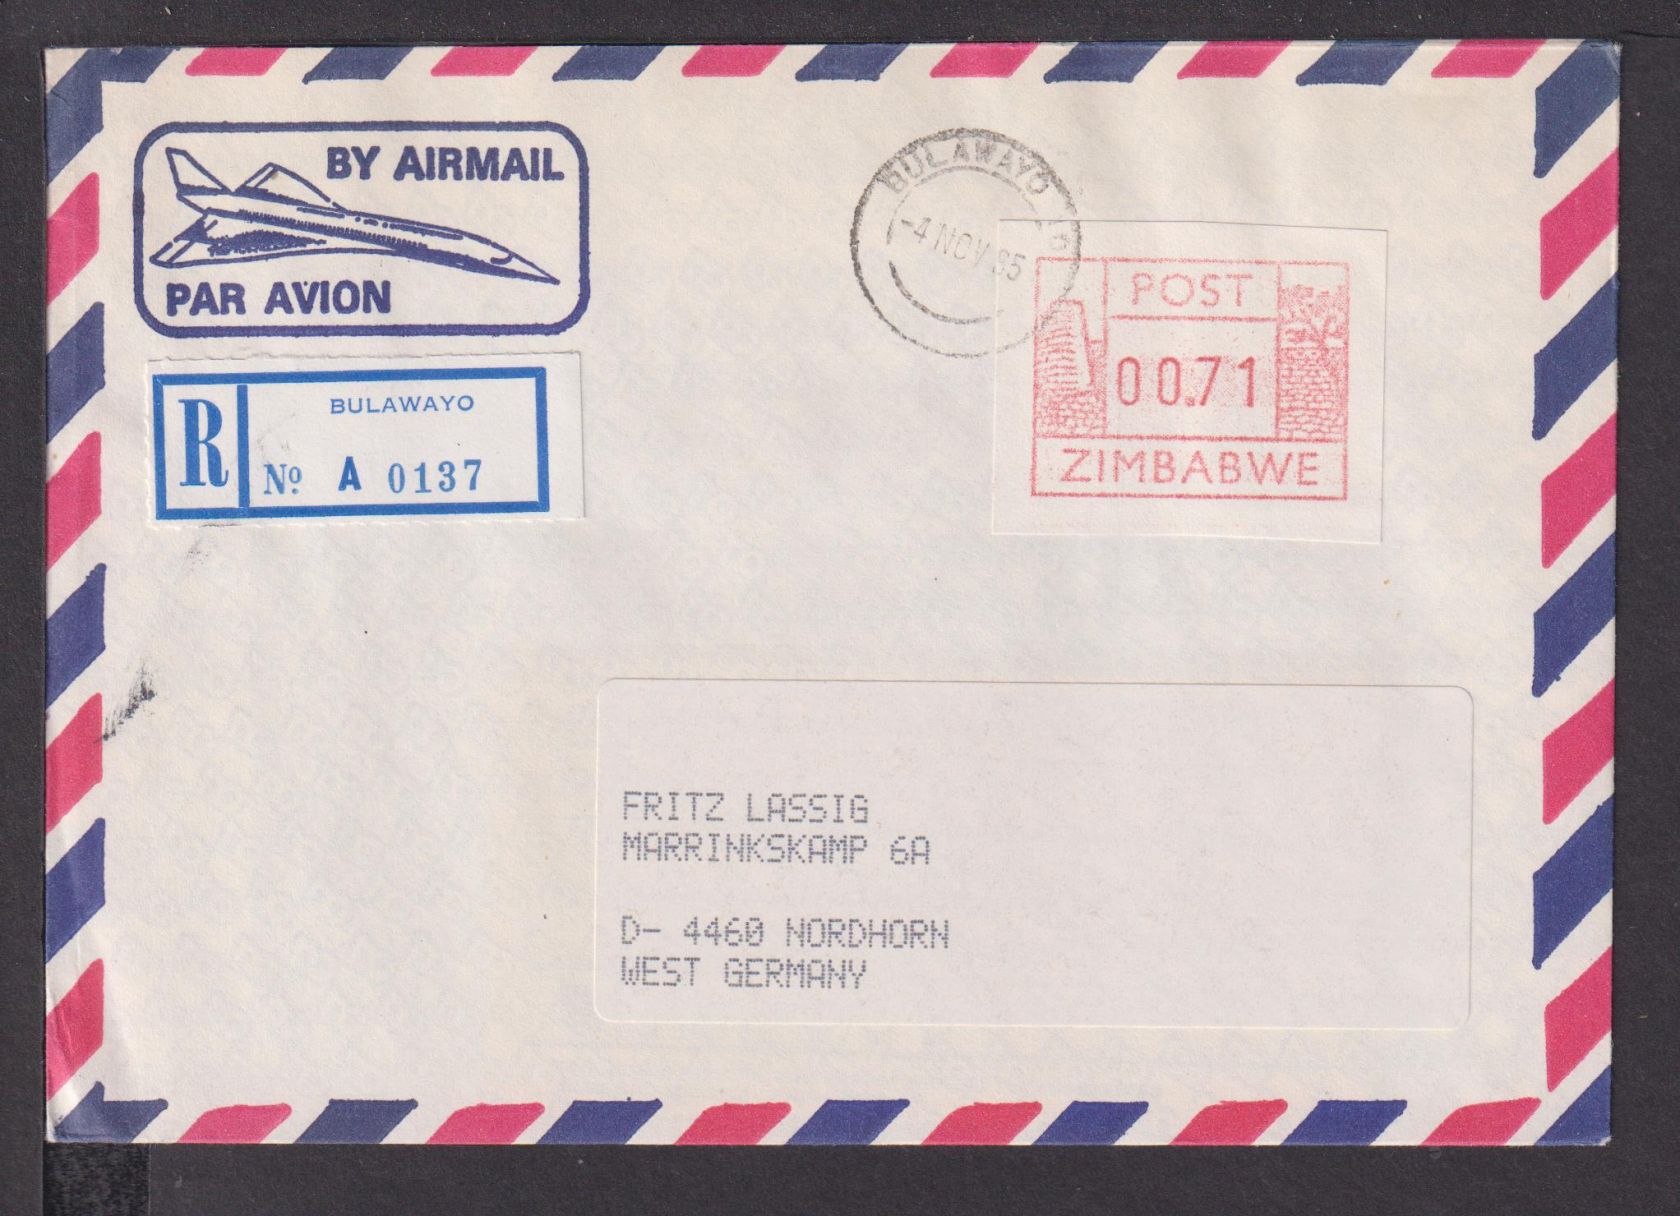 BY AIRMAIL
PAR AVION
BULAWAYO
-4 NOV 85
POST
00.71
ZIMBABWE
R
BULAWAYO
Nº A 0137
FRITZ LASSIG
MARRINKSKAMP 6A
D- 4460 NORDHORN
WEST GERMANY